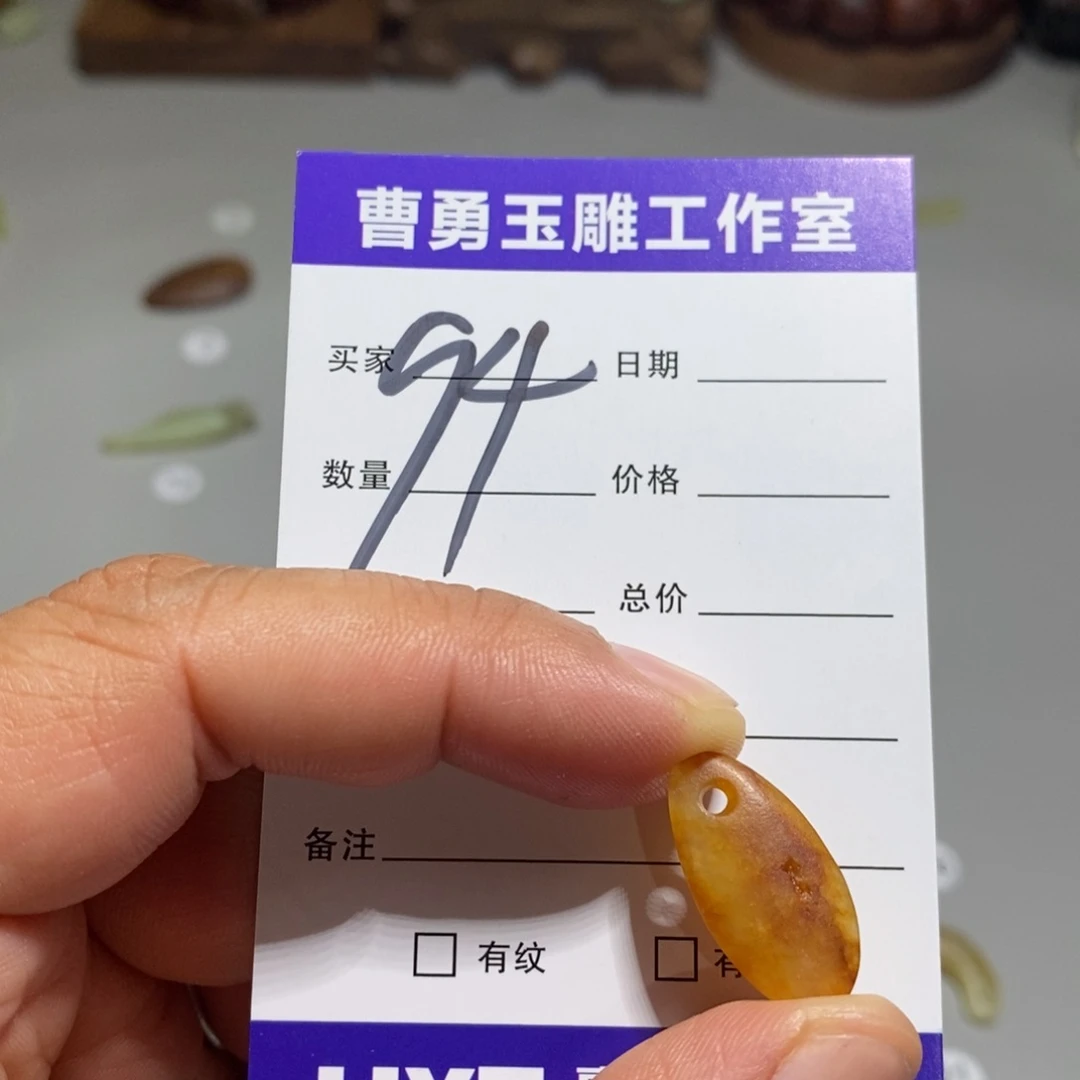 曹勇玉雕工作室
94
买家 日期
数量 价格
总价
备注
有纹 有